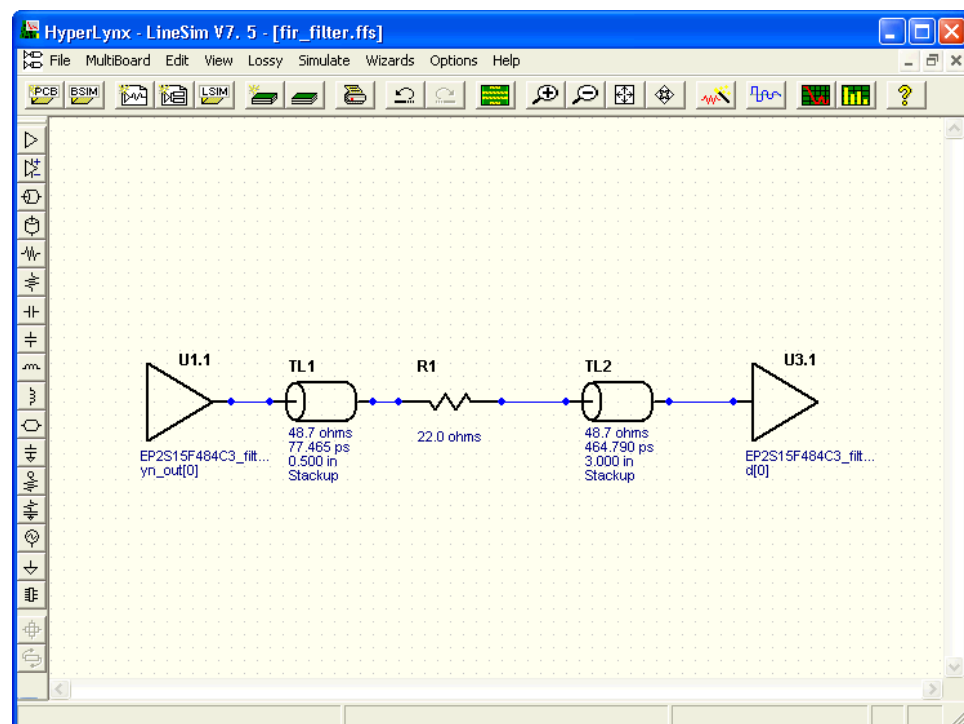 HyperLynx - LineSim V7. 5 - [fir_filter.ffs]
File MultiBoard Edit View Lossy Simulate Wizards Options Help
PCB BSIM LSIM
U1.1
TL1
R1
TL2
U3.1
48.7 ohms
77.465 ps
0.500 in
Stackup
22.0 ohms
48.7 ohms
464.790 ps
3.000 in
Stackup
EP2S15F484C3_filt...
yn_out[0]
EP2S15F484C3_filt...
d[0]